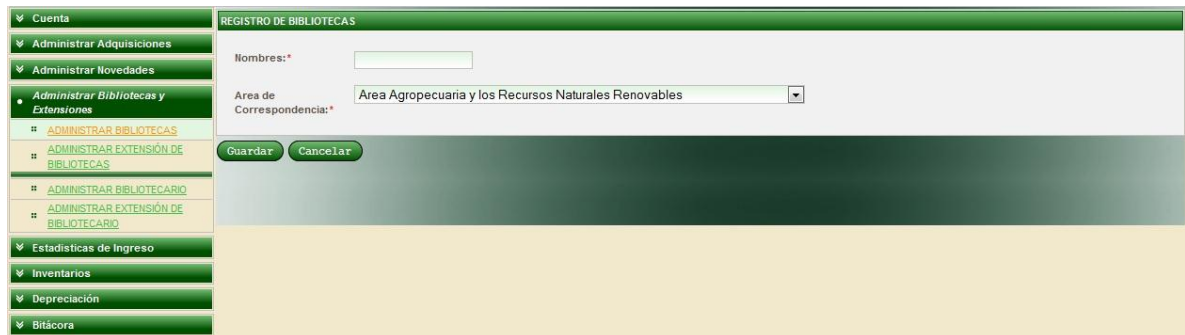 Cuenta
Administrar Adquisiciones
Administrar Novedades
Administrar Bibliotecas y
Extensiones
ADMINISTRAR BIBLIOTECAS
ADMINISTRAR EXTENSIÓN DE
BIBLIOTECAS
ADMINISTRAR BIBLIOTECARIO
ADMINISTRAR EXTENSIÓN DE
BIBLIOTECARIO
Estadísticas de Ingreso
Inventarios
Depreciación
Bitácora
REGISTRO DE BIBLIOTECAS
Nombres:*
Area de
Correspondencia:*
Area Agropecuaria y los Recursos Naturales Renovables
Guardar Cancelar